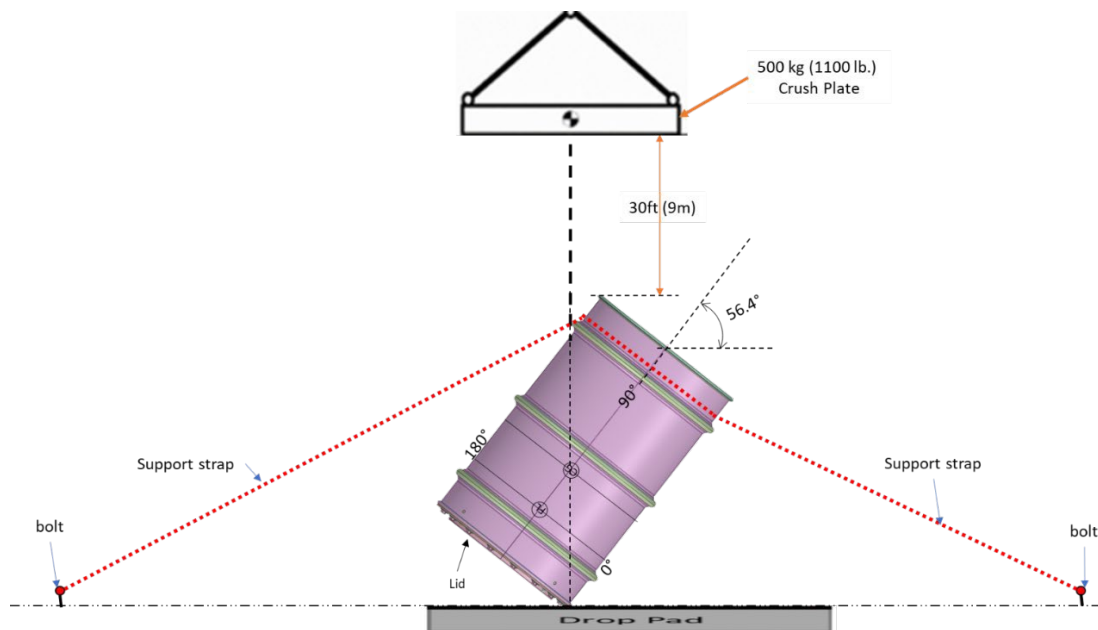 500 kg (1100 lb.)
Crush Plate
30ft (9m)
56.4°
90°
180°
Support strap
Support strap
bolt
bolt
0°
Lid
Drop Pad